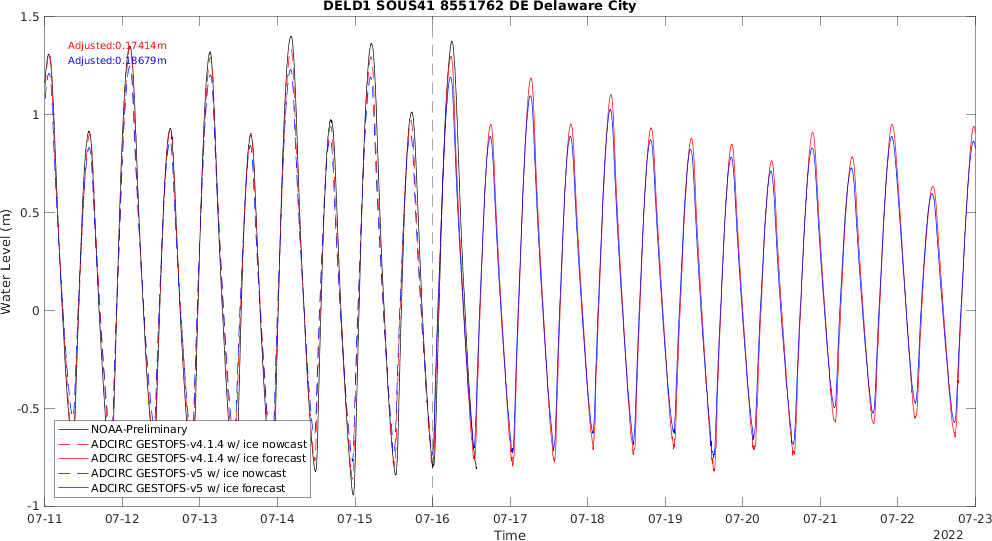 DELD1 SOUS41 8551762 DE Delaware City
Adjusted:0.17414m
Adjusted:0.18679m
Water Level (m)
1.5
1
0.5
0
-0.5
-1
NOAA-Preliminary
ADCIRC GESTOFS-v4.1.4 w/ ice nowcast
ADCIRC GESTOFS-v4.1.4 w/ ice forecast
ADCIRC GESTOFS-v5 w/ ice nowcast
ADCIRC GESTOFS-v5 w/ ice forecast
07-11 07-12 07-13 07-14 07-15 07-16 07-17 07-18 07-19 07-20 07-21 07-22 07-23
Time
2022